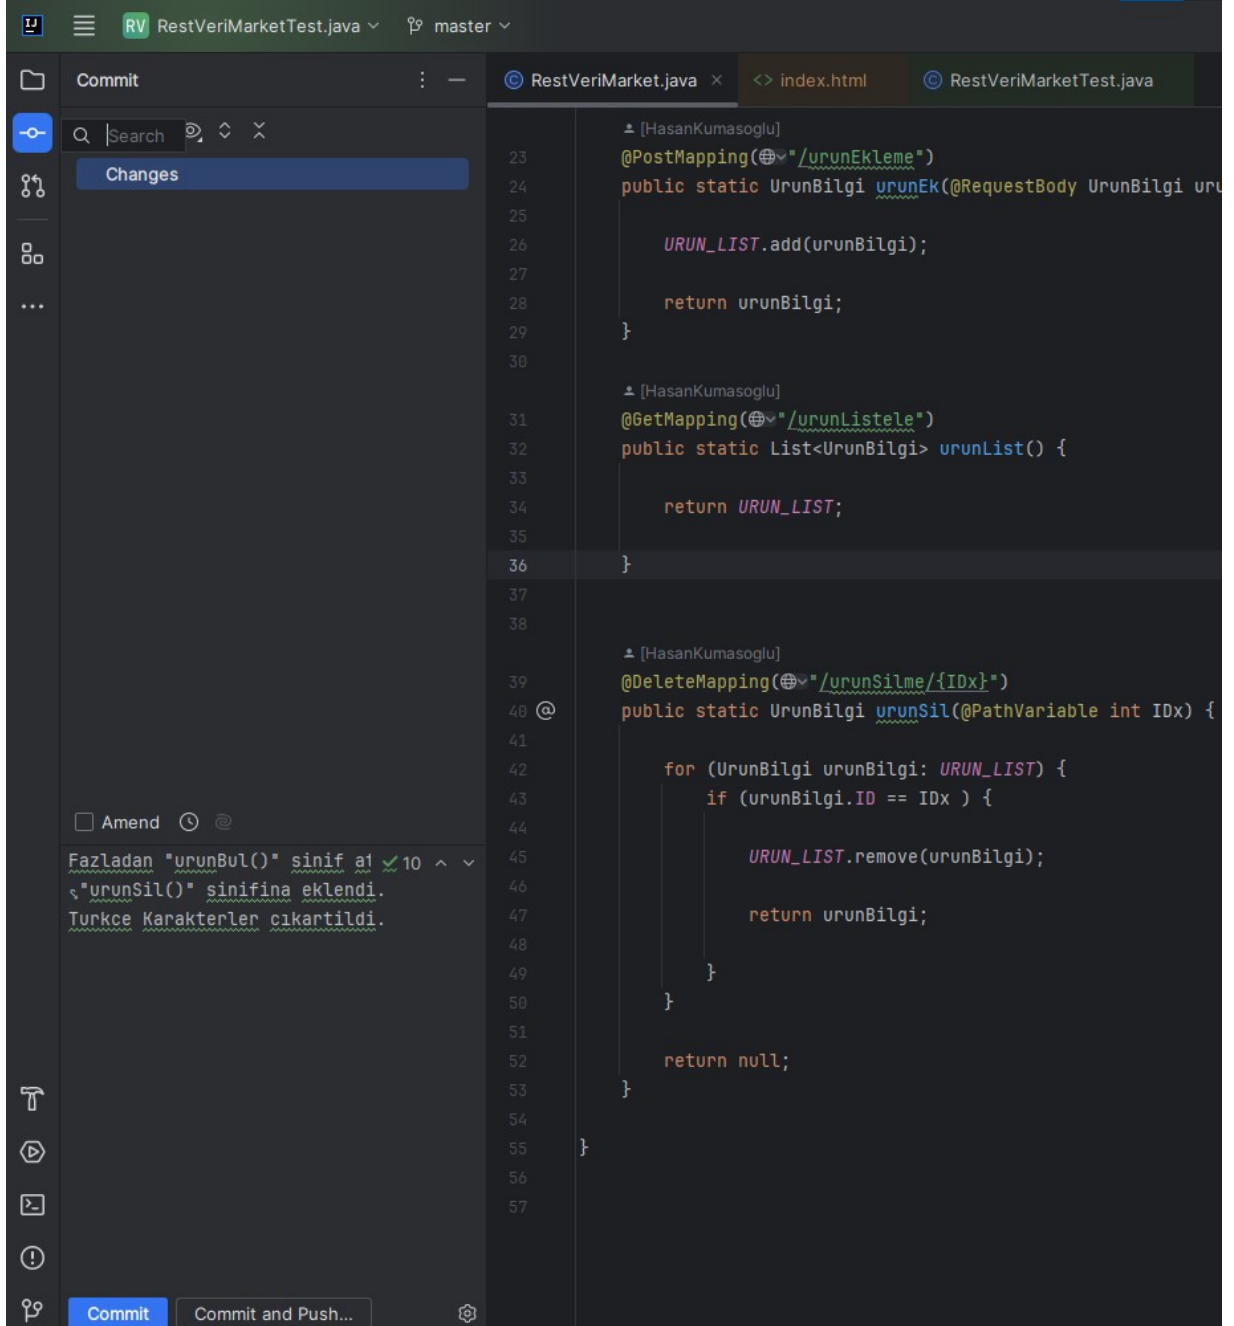 RV RestVeriMarketTest.java master
Commit
RestVeriMarket.java
<> index.html
RestVeriMarketTest.java
Search
Changes
[HasanKumasoglu]
23 @PostMapping("/urunEkleme")
24 public static UrunBilgi urunEk(@RequestBody UrunBilgi uru
25
26 URUN_LIST.add(urunBilgi);
27
28 return urunBilgi;
29 }
30
[HasanKumasoglu]
31 @GetMapping("/urunListele")
32 public static List<UrunBilgi> urunList() {
33
34 return URUN_LIST;
35
36 }
37
38
[HasanKumasoglu]
39 @DeleteMapping("/urunSilme/{IDx}")
40 @ public static UrunBilgi urunSil(@PathVariable int IDx) {
41
42 for (UrunBilgi urunBilgi: URUN_LIST) {
43 if (urunBilgi.ID == IDx ) {
44
45 URUN_LIST.remove(urunBilgi);
46
47 return urunBilgi;
48
49 }
50 }
51
52 return null;
53 }
54
55 }
56
57
Amend
Fazladan "urunBul()" sinif at 10
"urunSil()" sinifina eklendi.
Turkce Karakterler cıkartildi.
Commit
Commit and Push...